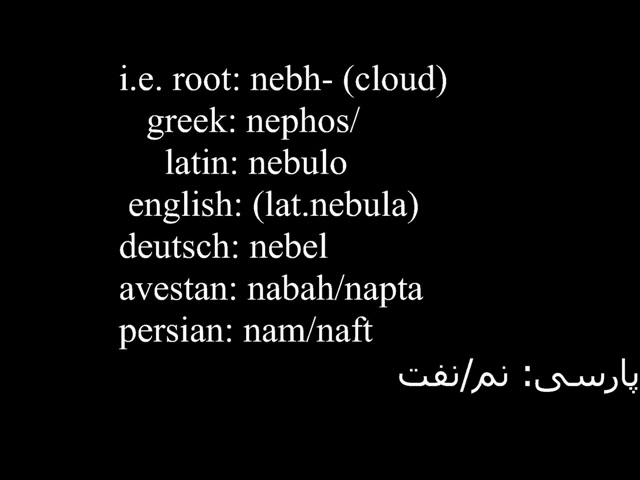 i.e. root: nebh- (cloud)
greek: nephos/
latin: nebulo
english: (lat.nebula)
deutsch: nebel
avestan: nabah/napta
persian: nam/naft
پارسی: نم/نفت